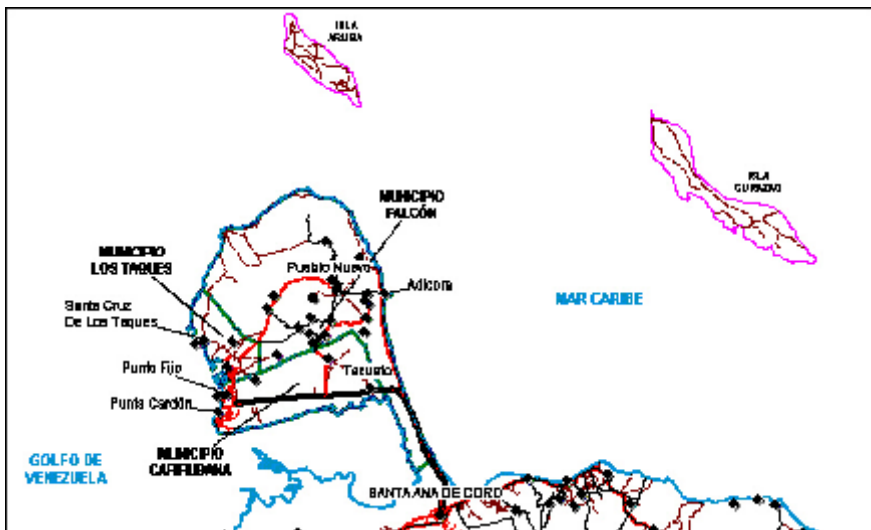 ISLA
ARUBA
ISLA
CURAZAO
MUNICIPIO
FALCÓN
MUNICIPIO
LOS TAQUES
Pueblo Nuevo
Adicora
Santa Cruz
De Los Taques
MAR CARIBE
Punto Fijo
Tacuato
Punta Cardón
MUNICIPIO
CARIRUBANA
GOLFO DE
VENEZUELA
SANTA ANA DE CORO